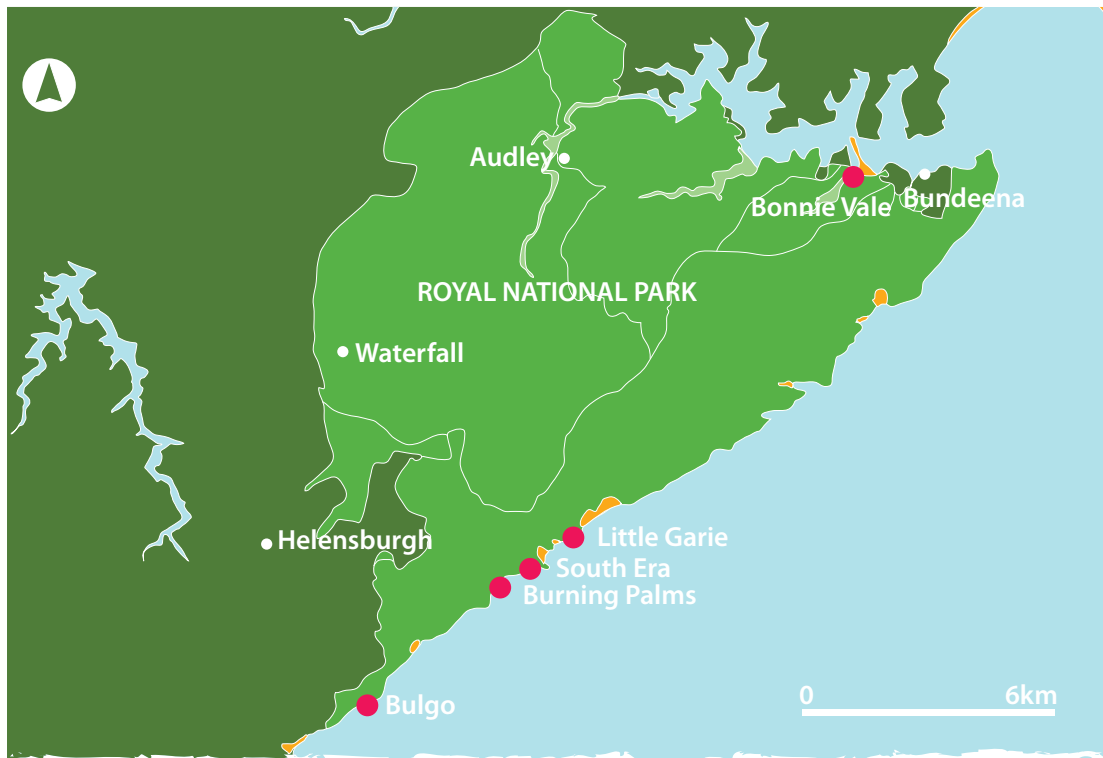 Audley
Bonnie Vale
Bundeena
ROYAL NATIONAL PARK
Waterfall
Helensburgh
Little Garie
South Era
Burning Palms
Bulgo
0 6km